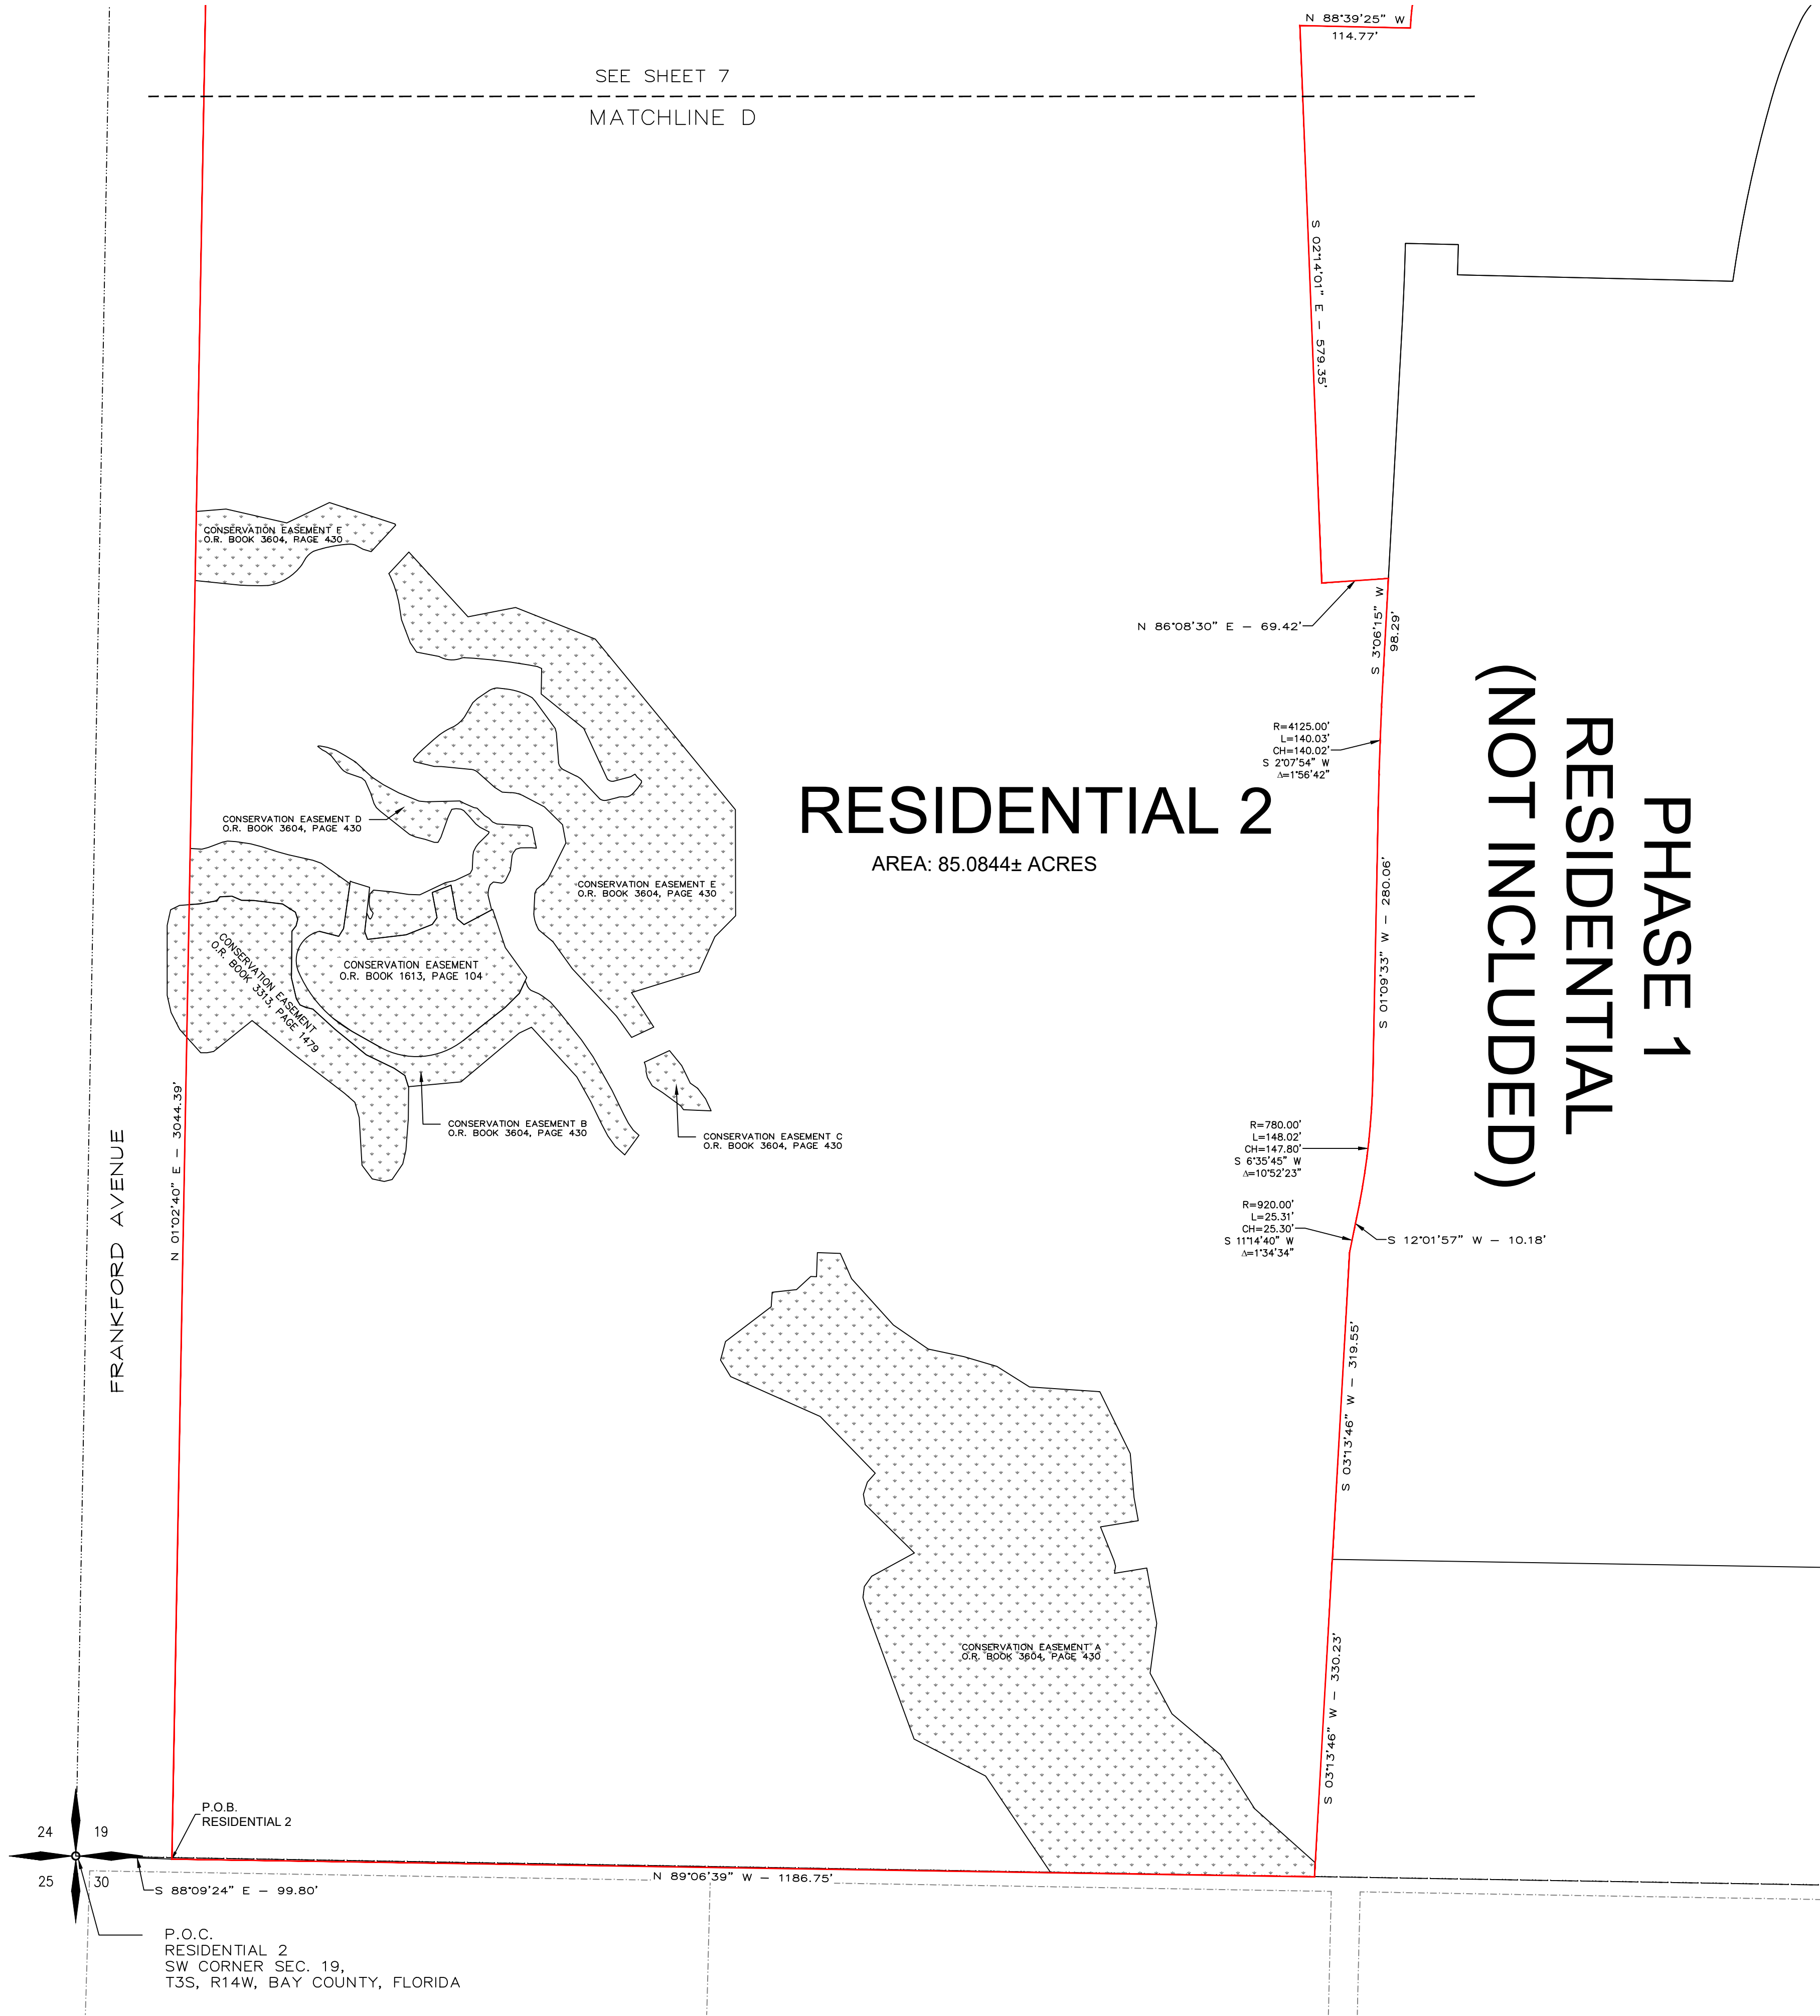 N 88°39'25" W
114.77'
SEE SHEET 7
MATCHLINE D
S 02°14'01" E – 579.35'
CONSERVATION EASEMENT F
O.R. BOOK 3604, PAGE 430
N 86°08'30" E – 69.42'
S 3°06'15" W
98.29'
R=4125.00'
L=140.03'
CH=140.02'
S 2°07'54" W
Δ=1°56'42"
RESIDENTIAL 2
AREA: 85.0844± ACRES
PHASE 1
RESIDENTIAL
(NOT INCLUDED)
CONSERVATION EASEMENT D
O.R. BOOK 3604, PAGE 430
CONSERVATION EASEMENT E
O.R. BOOK 3604, PAGE 430
S 01°09'33" W – 280.06'
CONSERVATION EASEMENT
O.R. BOOK 3313, PAGE 1479
CONSERVATION EASEMENT
O.R. BOOK 1613, PAGE 104
FRANKFORD AVENUE
N 01°02'40" E – 3044.39'
CONSERVATION EASEMENT B
O.R. BOOK 3604, PAGE 430
CONSERVATION EASEMENT C
O.R. BOOK 3604, PAGE 430
R=780.00'
L=148.02'
CH=147.80'
S 6°35'45" W
Δ=10°52'23"
R=920.00'
L=25.31'
CH=25.30'
S 11°14'40" W
Δ=1°34'34"
S 12°01'57" W – 10.18'
S 03°13'46" W – 319.55'
CONSERVATION EASEMENT A
O.R. BOOK 3604, PAGE 430
S 03°13'46" W – 330.23'
P.O.B.
RESIDENTIAL 2
24
19
25
30
S 88°09'24" E – 99.80'
N 89°06'39" W – 1186.75'
P.O.C.
RESIDENTIAL 2
SW CORNER SEC. 19,
T3S, R14W, BAY COUNTY, FLORIDA